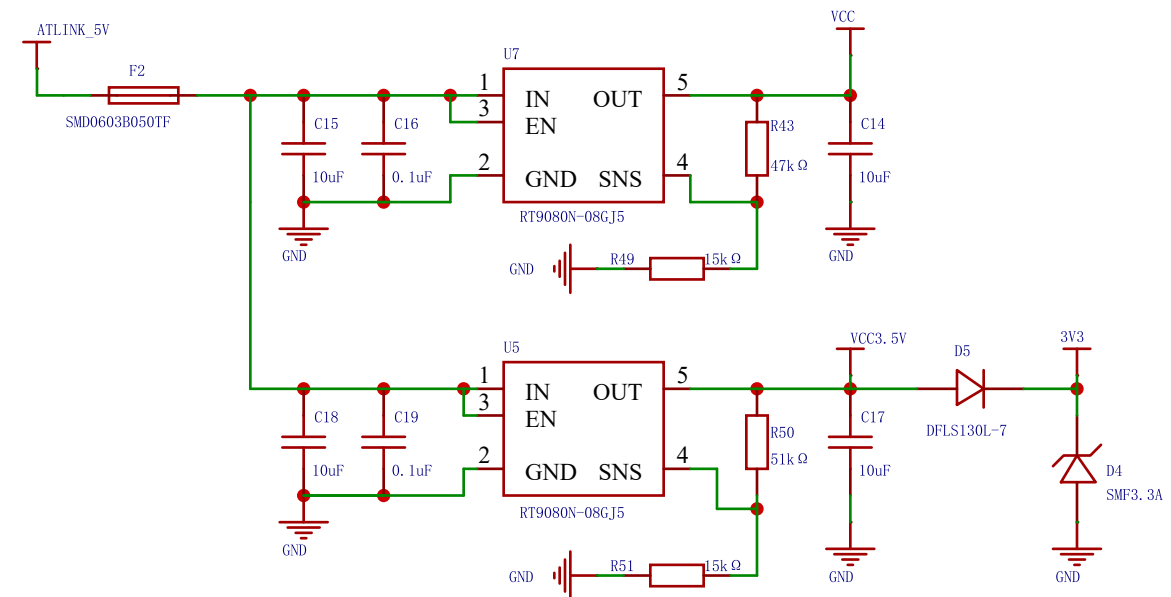 ATLINK_5V
F2
SMD0603B050TF
C15
10uF
C16
0.1uF
GND
U7
1
3
2
IN
EN
GND
OUT
SNS
5
4
RT9080N-08GJ5
R43
47kΩ
VCC
C14
10uF
GND
GND
R49
15kΩ
C18
10uF
C19
0.1uF
GND
U5
1
3
2
IN
EN
GND
OUT
SNS
5
4
RT9080N-08GJ5
R50
51kΩ
VCC3.5V
C17
10uF
GND
GND
R51
15kΩ
D5
DFLS130L-7
3V3
D4
SMF3.3A
GND